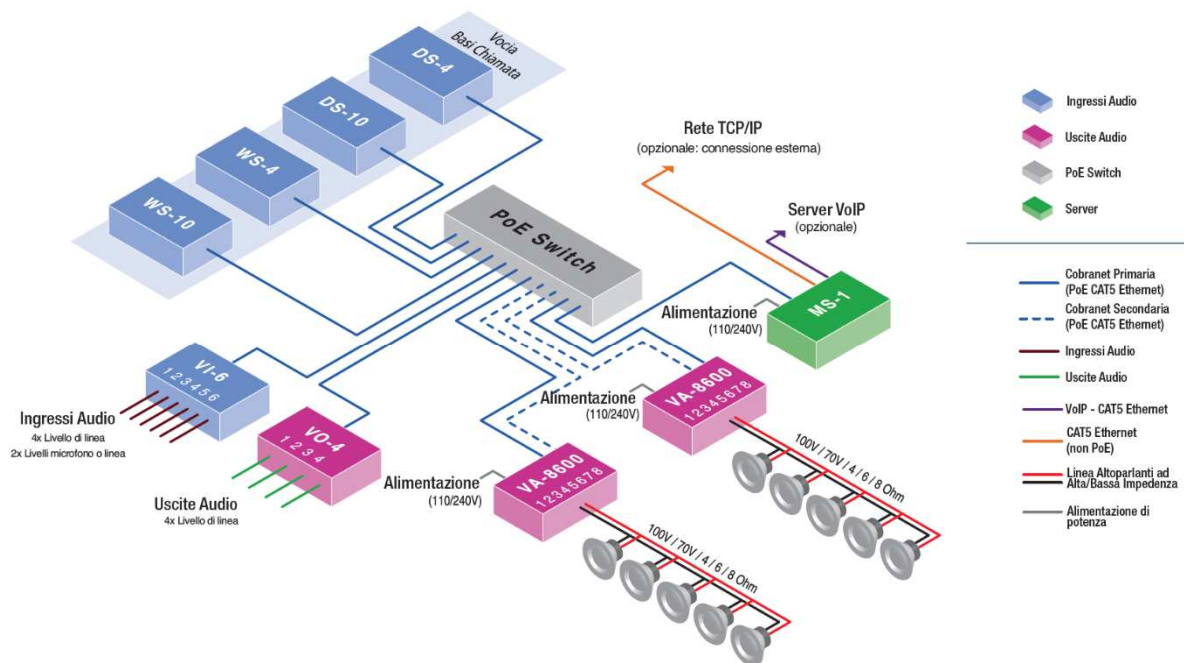 Vocia
Basi Chiamata
DS-4
DS-10
WS-4
WS-10
PoE Switch
Rete TCP/IP
(opzionale: connessione esterna)
Server VoIP
(opzionale)
MS-1
Alimentazione
(110/240V)
VI-6
1 2 3 4 5 6
Ingressi Audio
4x Livello di linea
2x Livelli microfono o linea
VO-4
1 2 3 4
Uscite Audio
4x Livello di linea
Alimentazione
(110/240V)
VA-8600
12345678
100V / 70V / 4 / 6 / 8 Ohm
Alimentazione
(110/240V)
VA-8600
12345678
100V / 70V / 4 / 6 / 8 Ohm
Ingressi Audio
Uscite Audio
PoE Switch
Server
Cobranet Primaria
(PoE CAT5 Ethernet)
Cobranet Secondaria
(PoE CAT5 Ethernet)
Ingressi Audio
Uscite Audio
VoIP - CAT5 Ethernet
CAT5 Ethernet
(non PoE)
Linea Altoparlanti ad
Alta/Bassa Impedenza
Alimentazione di
potenza